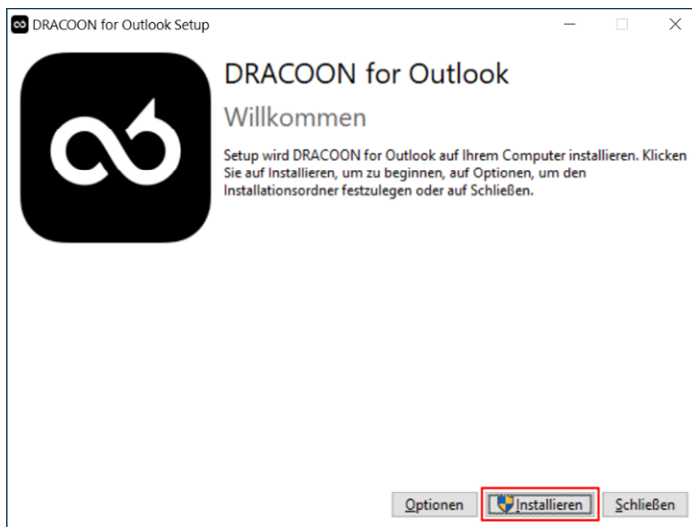 DRACOON for Outlook Setup
DRACOON for Outlook
Willkommen
Setup wird DRACOON for Outlook auf Ihrem Computer installieren. Klicken
Sie auf Installieren, um zu beginnen, auf Optionen, um den
Installationsordner festzulegen oder auf Schließen.
Optionen Installieren Schließen